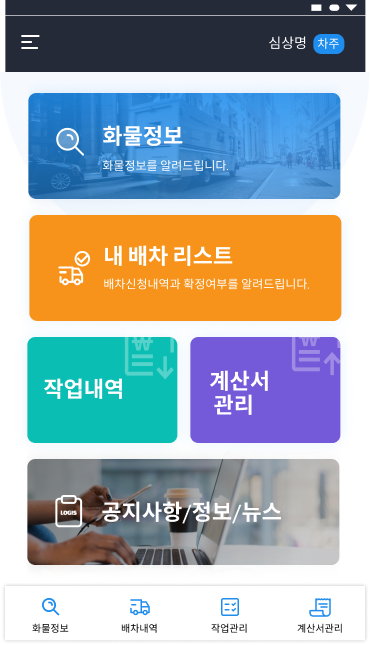 심상명 차주
화물정보
화물정보를 알려드립니다.
내 배차 리스트
배차신청내역과 확정여부를 알려드립니다.
작업내역
계산서
관리
LOGIS
공지사항/정보/뉴스
화물정보 배차내역 작업관리 계산서관리